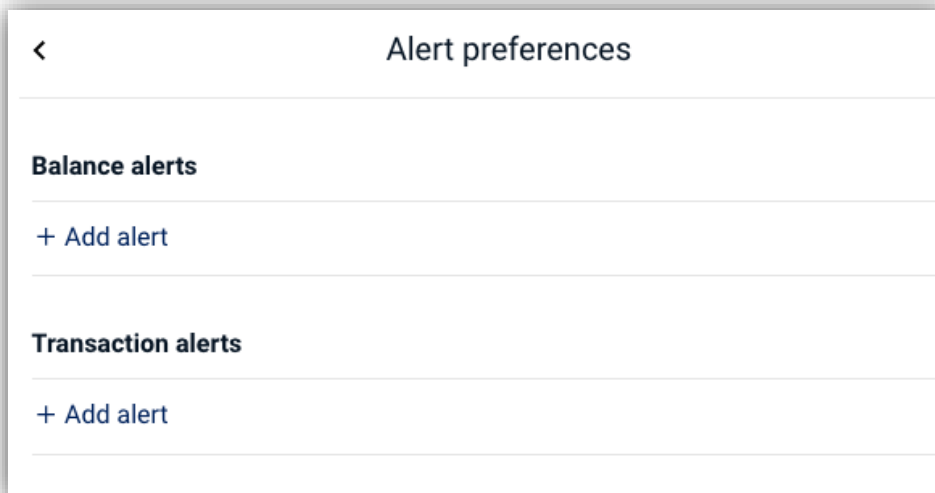 Alert preferences
Balance alerts
+ Add alert
Transaction alerts
+ Add alert